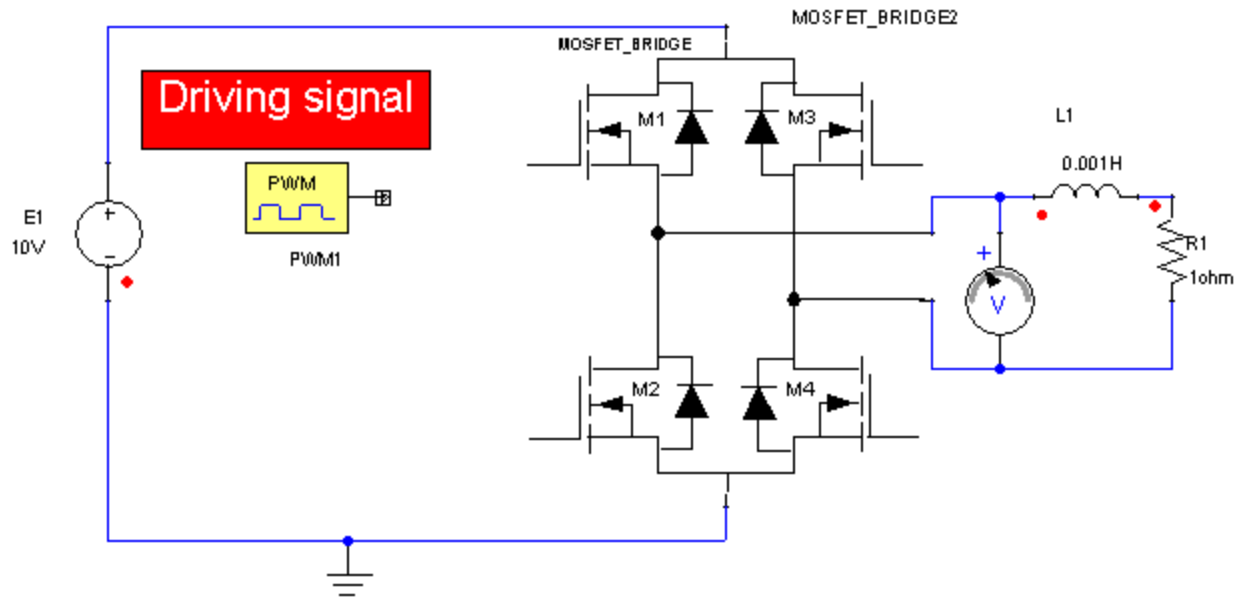 MOSFET_BRIDGE2
MOSFET_BRIDGE
Driving signal
M1
M3
L1
0.001H
PWM
PWM1
E1
10V
+
−
+
V
R1
1ohm
M2
M4